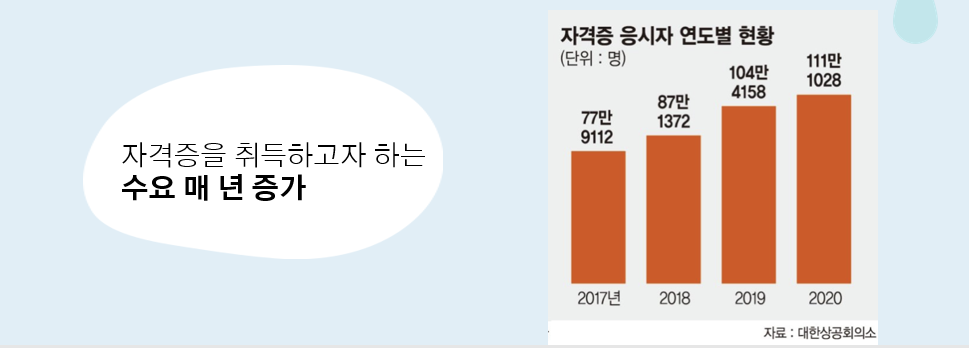 자격증을 취득하고자 하는
수요 매 년 증가
자격증 응시자 연도별 현황
(단위 : 명)
77만
9112
87만
1372
104만
4158
111만
1028
2017년
2018
2019
2020
자료 : 대한상공회의소